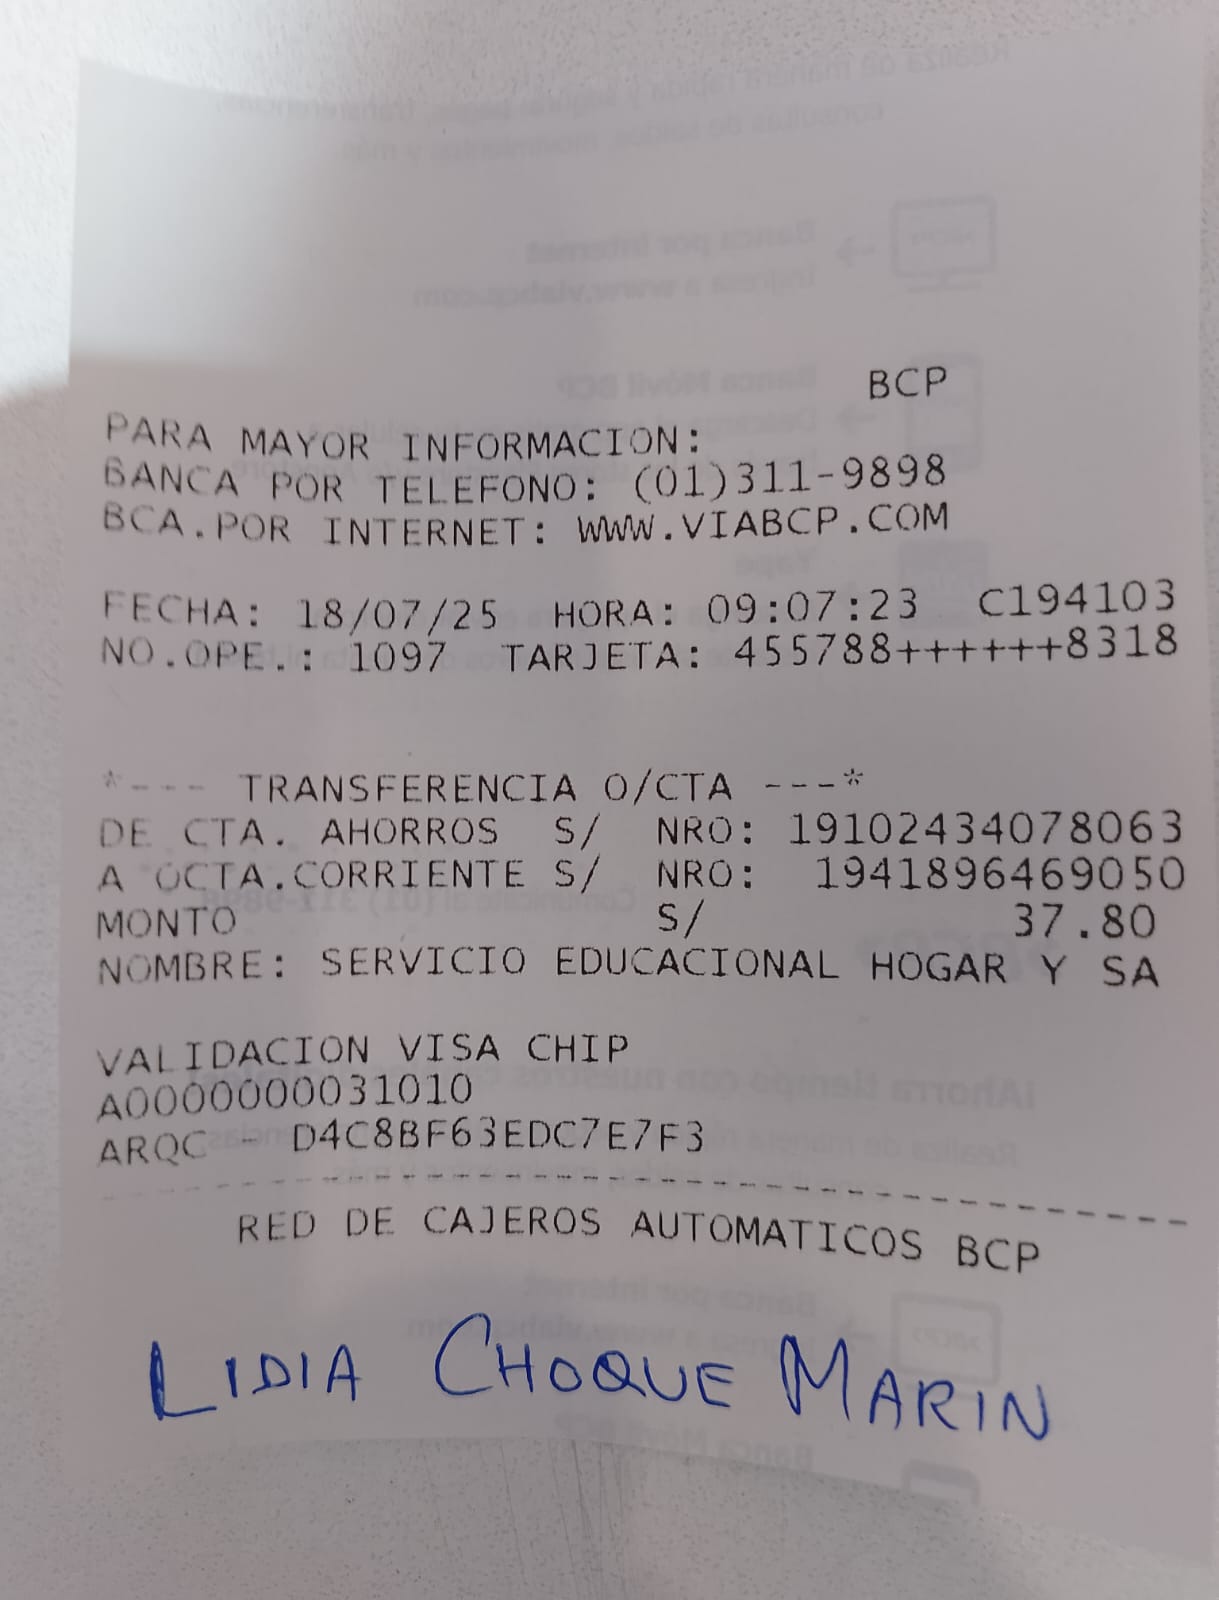 BCP
PARA MAYOR INFORMACION:
BANCA POR TELEFONO: (01)311-9898
BCA.POR INTERNET: WWW.VIABCP.COM
FECHA: 18/07/25 HORA: 09:07:23 C194103
NO.OPE.: 1097 TARJETA: 455788++++++8318
*--- TRANSFERENCIA O/CTA ---*
DE CTA. AHORROS S/ NRO: 19102434078063
A OCTA.CORRIENTE S/ NRO: 1941896469050
MONTO S/ 37.80
NOMBRE: SERVICIO EDUCACIONAL HOGAR Y SA
VALIDACION VISA CHIP
A0000000031010
ARQC - D4C8BF63EDC7E7F3
RED DE CAJEROS AUTOMATICOS BCP
LIDIA CHOQUE MARIN